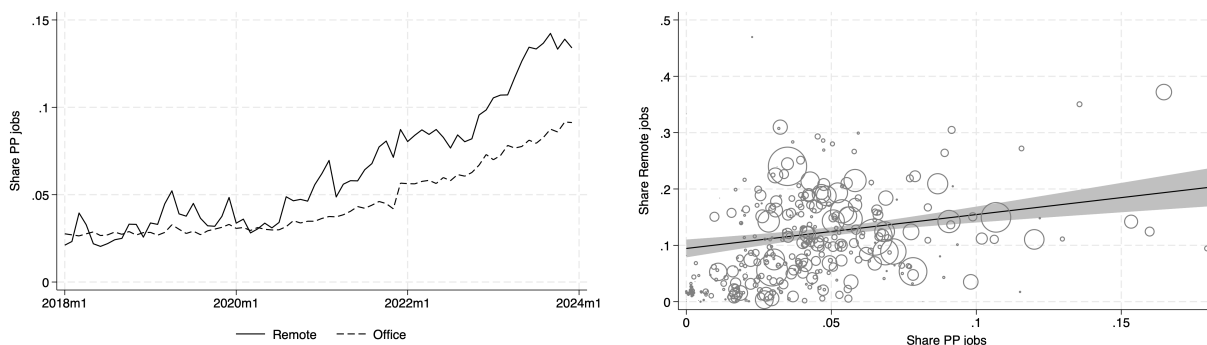 Share PP jobs
.15
.1
.05
0
2018m1 2020m1 2022m1 2024m1
Remote Office
Share Remote jobs
.5
.4
.3
.2
.1
0
0 .05 .1 .15
Share PP jobs